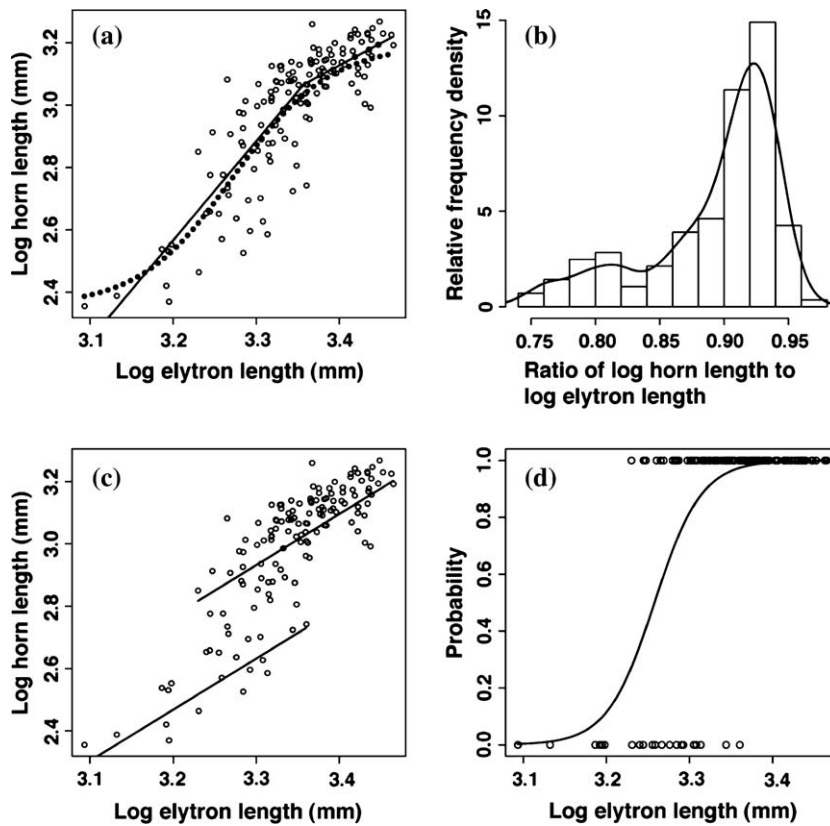 (a)
Log horn length (mm)
3.2
3.0
2.8
2.6
2.4
3.1 3.2 3.3 3.4
Log elytron length (mm)
(b)
Relative frequency density
15
10
5
0
0.75 0.80 0.85 0.90 0.95
Ratio of log horn length to
log elytron length
(c)
Log horn length (mm)
3.2
3.0
2.8
2.6
2.4
3.1 3.2 3.3 3.4
Log elytron length (mm)
(d)
Probability
1.0
0.8
0.6
0.4
0.2
0.0
3.1 3.2 3.3 3.4
Log elytron length (mm)